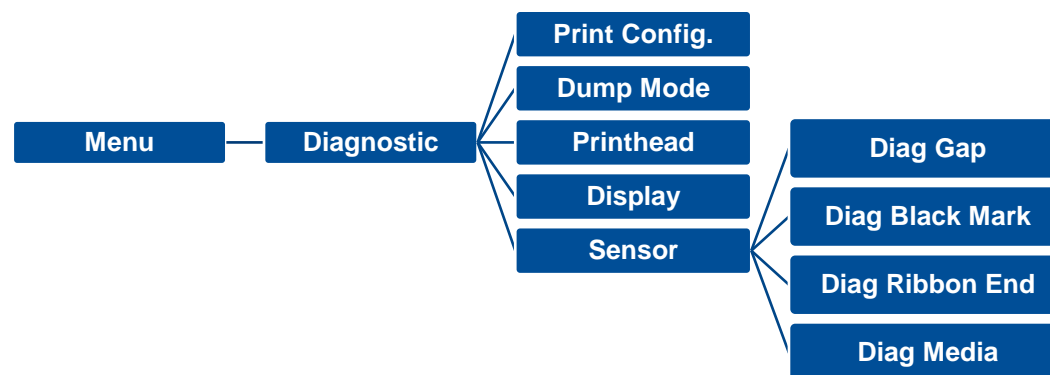 Menu
Diagnostic
Print Config.
Dump Mode
Printhead
Display
Sensor
Diag Gap
Diag Black Mark
Diag Ribbon End
Diag Media